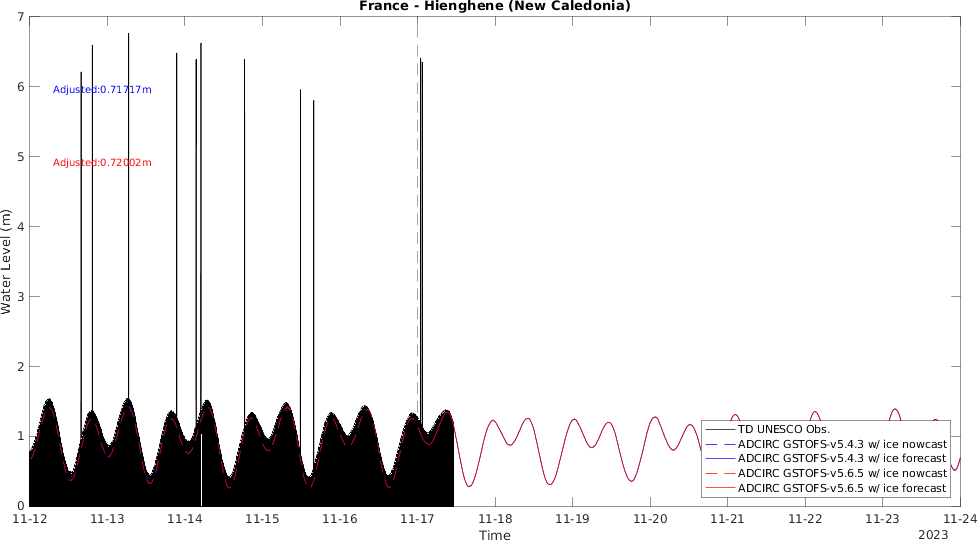 France - Hienghene (New Caledonia)
7
6
5
4
3
2
1
0
Water Level (m)
Adjusted:0.71717m
Adjusted:0.72002m
TD UNESCO Obs.
ADCIRC GSTOFS-v5.4.3 w/ ice nowcast
ADCIRC GSTOFS-v5.4.3 w/ ice forecast
ADCIRC GSTOFS-v5.6.5 w/ ice nowcast
ADCIRC GSTOFS-v5.6.5 w/ ice forecast
11-12 11-13 11-14 11-15 11-16 11-17 11-18 11-19 11-20 11-21 11-22 11-23 11-24
Time
2023